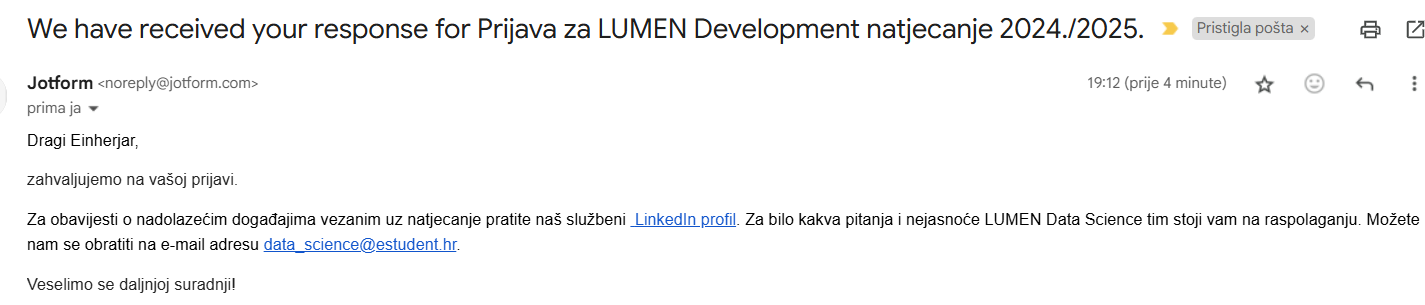 We have received your response for Prijava za LUMEN Development natjecanje 2024./2025. Pristigla pošta ×
Jotform <noreply@jotform.com> 19:12 (prije 4 minute)
prima ja
Dragi Einherjar,
zahvaljujemo na vašoj prijavi.
Za obavijesti o nadolazećim događajima vezanim uz natjecanje pratite naš službeni LinkedIn profil. Za bilo kakva pitanja i nejasnoće LUMEN Data Science tim stoji vam na raspolaganju. Možete
nam se obratiti na e-mail adresu data_science@estudent.hr.
Veselimo se daljnjoj suradnji!